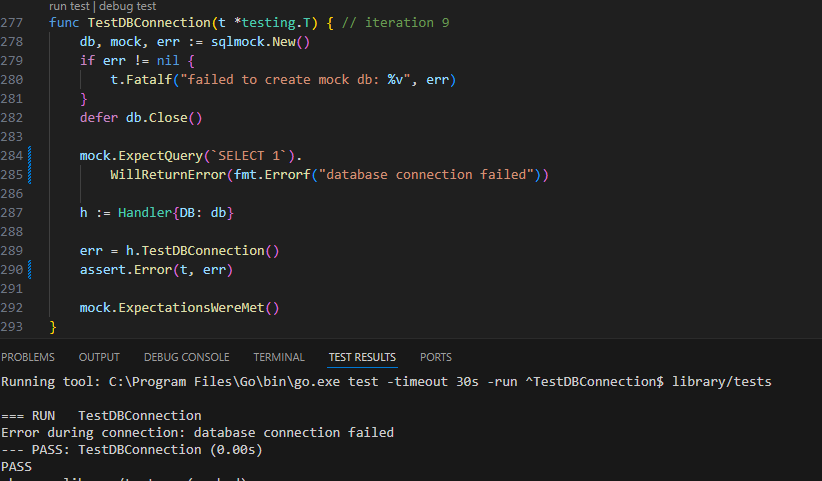 run test | debug test
277 func TestDBConnection(t *testing.T) { // iteration 9
278 db, mock, err := sqlmock.New()
279 if err != nil {
280 t.Fatalf("failed to create mock db: %v", err)
281 }
282 defer db.Close()
283
284 mock.ExpectQuery(`SELECT 1`).
285 WillReturnError(fmt.Errorf("database connection failed"))
286
287 h := Handler{DB: db}
288
289 err = h.TestDBConnection()
290 assert.Error(t, err)
291
292 mock.ExpectationsWereMet()
293 }
PROBLEMS OUTPUT DEBUG CONSOLE TERMINAL TEST RESULTS PORTS
Running tool: C:\Program Files\Go\bin\go.exe test -timeout 30s -run ^TestDBConnection$ library/tests
=== RUN TestDBConnection
Error during connection: database connection failed
--- PASS: TestDBConnection (0.00s)
PASS